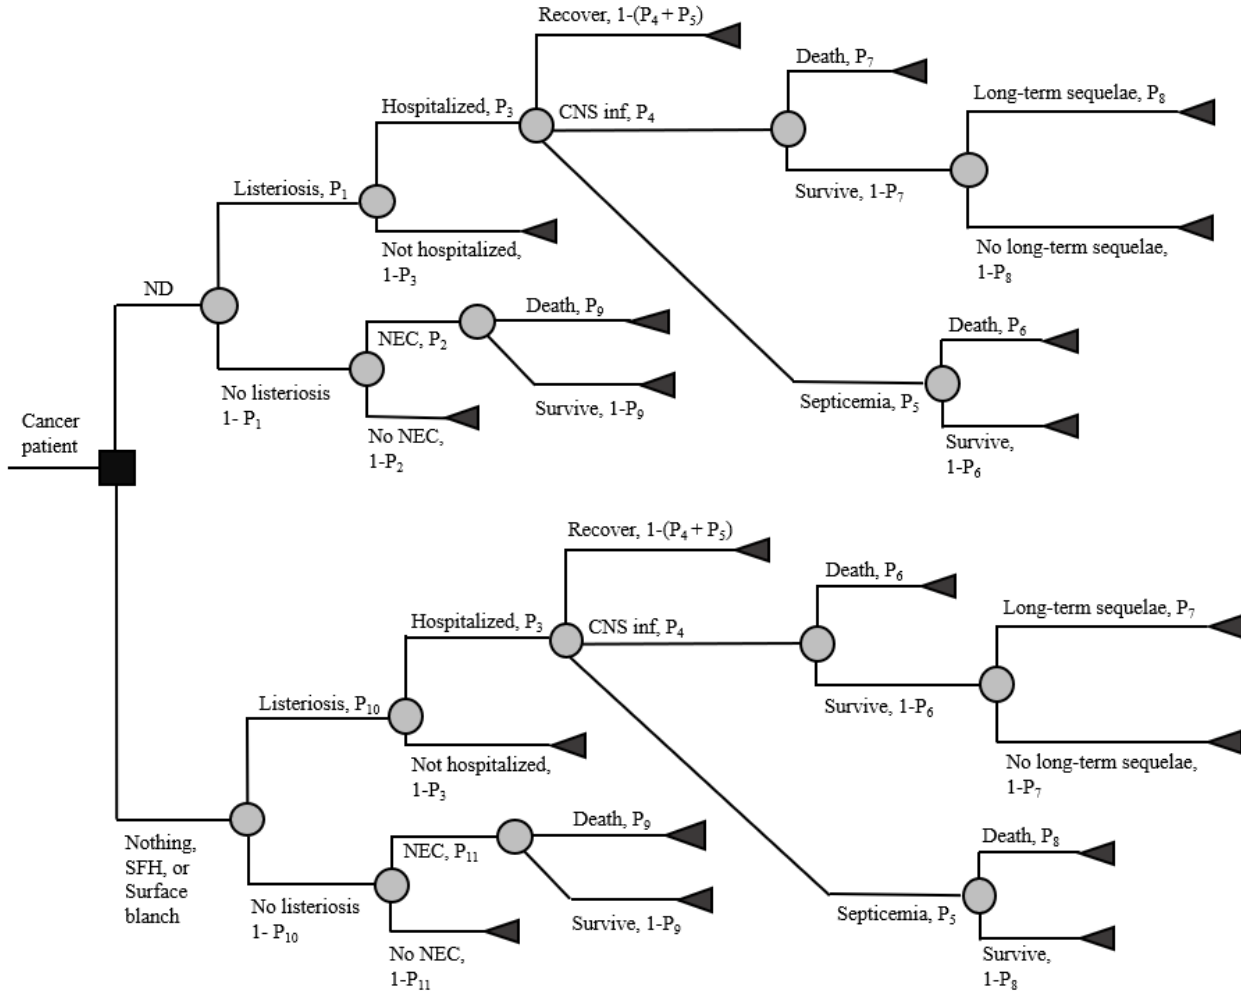 Recover, 1-(P₄ + P₅)
Death, P₇
Long-term sequelae, P₈
Hospitalized, P₃
CNS inf, P₄
Listeriosis, P₁
Survive, 1-P₇
Not hospitalized,
1-P₃
No long-term sequelae,
1-P₈
ND
Death, P₉
NEC, P₂
Death, P₆
No listeriosis
1- P₁
Survive, 1-P₉
Septicemia, P₅
Cancer
patient
No NEC,
1-P₂
Survive,
1-P₆
Recover, 1-(P₄ + P₅)
Death, P₆
Long-term sequelae, P₇
Hospitalized, P₃
CNS inf, P₄
Listeriosis, P₁₀
Survive, 1-P₆
Not hospitalized,
1-P₃
No long-term sequelae,
1-P₇
Nothing,
SFH, or
Surface
blanch
Death, P₉
NEC, P₁₁
Death, P₈
No listeriosis
1- P₁₀
Survive, 1-P₉
Septicemia, P₅
No NEC,
1-P₁₁
Survive,
1-P₈